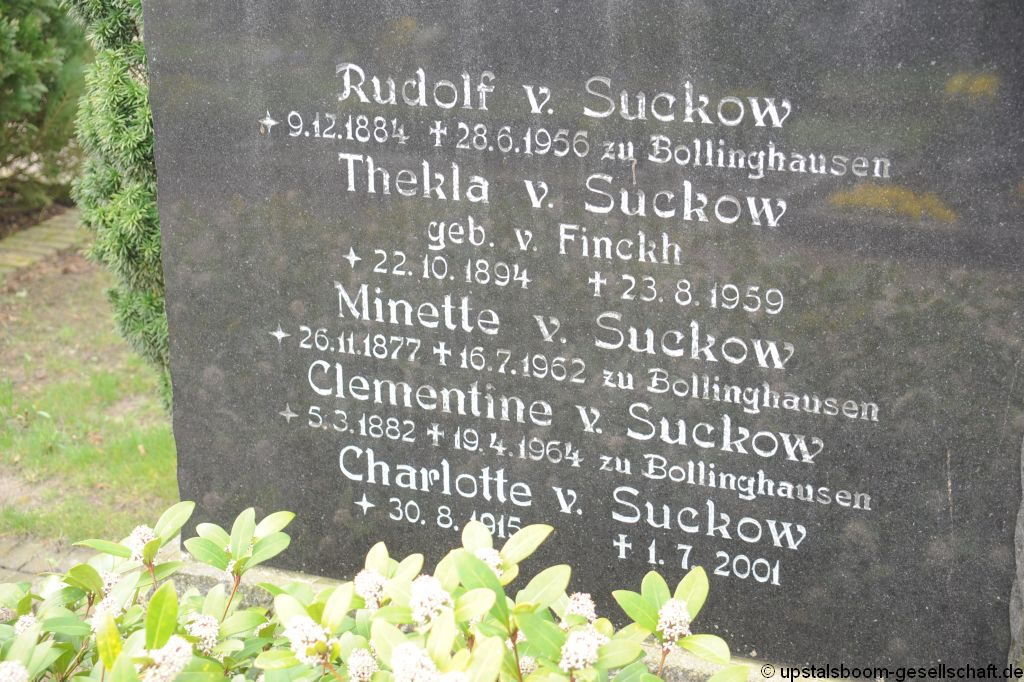 Rudolf v. Suckow
✦ 9.12.1884 ✝ 28.6.1956 zu Bollinghausen
Thekla v. Suckow
geb. v. Finckh
✦ 22. 10. 1894 ✝ 23. 8. 1959
Minette v. Suckow
✦ 26.11.1877 ✝ 16.7.1962 zu Bollinghausen
Clementine v. Suckow
✦ 5.3.1882 ✝ 19.4.1964 zu Bollinghausen
Charlotte v. Suckow
✦ 30. 8. 1915 ✝ 1. 7. 2001
© upstalsboom-gesellschaft.de